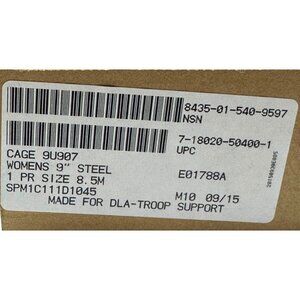 8435-01-540-9597
NSN
7-18020-50400-1
UPC
CAGE 9U907
WOMENS 9" STEEL
1 PR SIZE 8.5M
E01788A
SPM1C111D1045
M10 09/15
MADE FOR DLA-TROOP SUPPORT